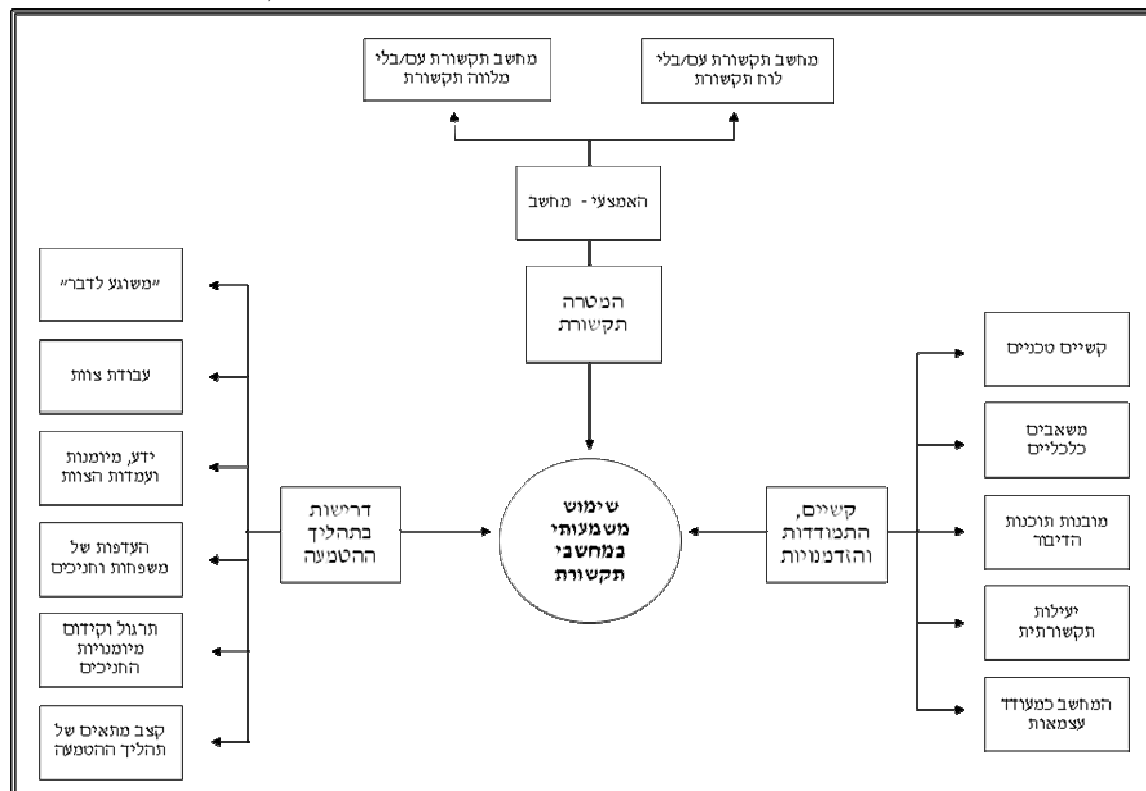 מחשב תקשורת עם/בלי
לוח תקשורת
מחשב תקשורת עם/בלי
מלווה תקשורת
האמצעי - מחשב
המטרה
תקשורת
שימוש
משמעותי
במחשבי
תקשורת
קשיים,
התמודדות
והזדמנויות
קשיים טכניים
משאבים
כלכליים
מובנות תוכנות
הדיבור
יעילות
תקשורתית
המחשב כמעודד
עצמאות
דרישות
בתהליך
ההטמעה
"משוגע לדבר"
עבודת צוות
ידע, מיומנות
ועמדות הצוות
העדפות של
משפחות וחניכים
תרגול וקידום
מיומנויות
החניכים
קצב מתאים של
תהליך ההטמעה